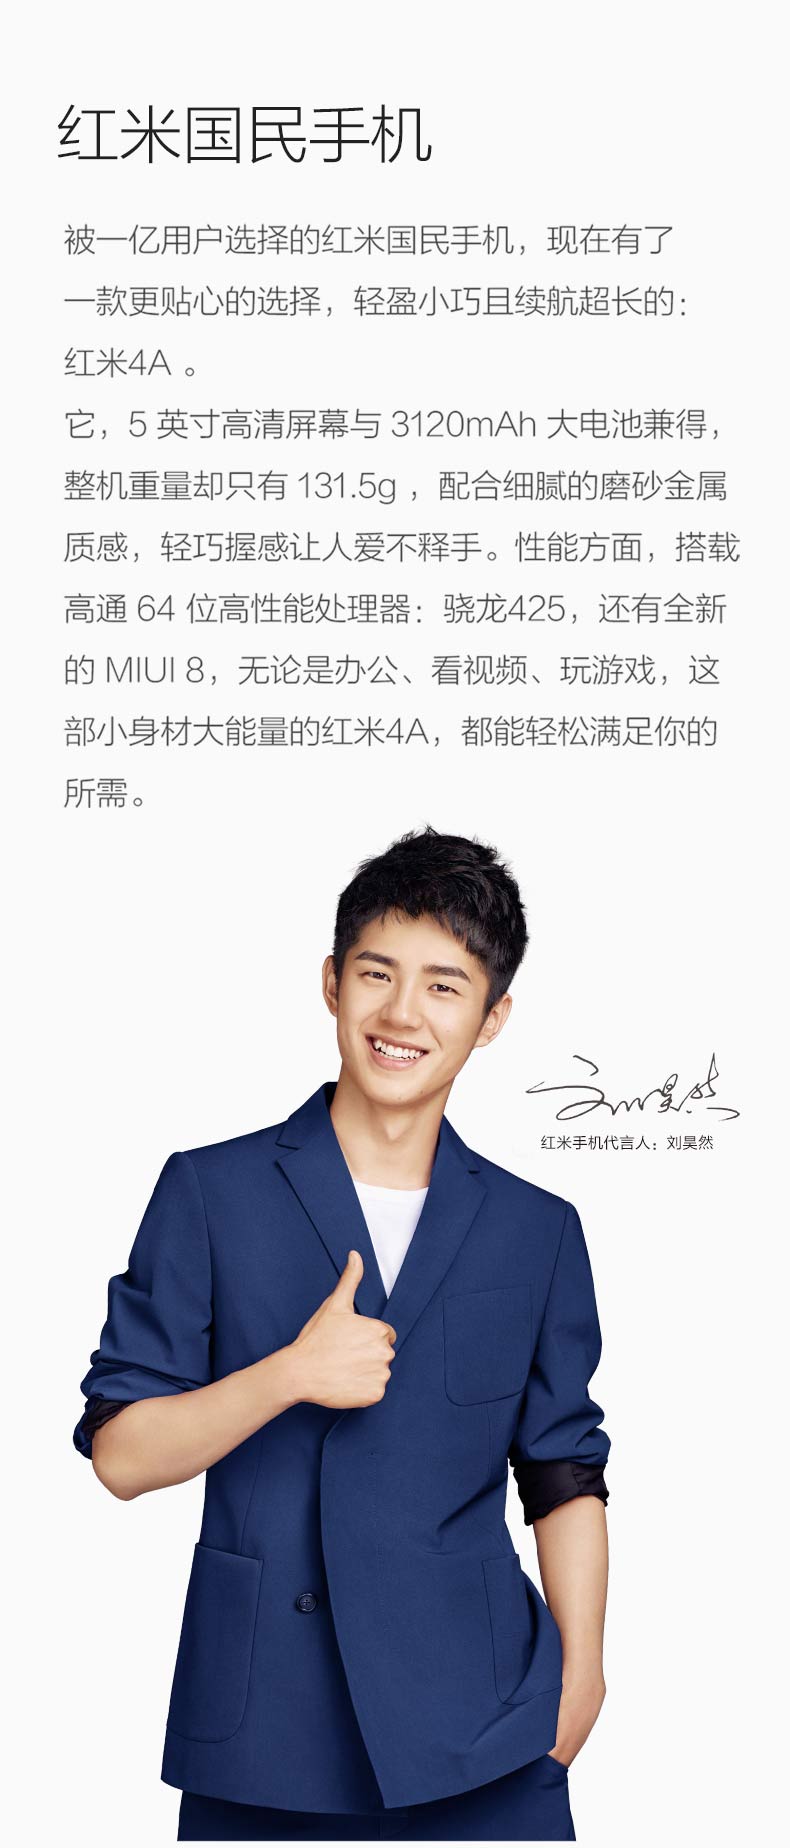 红米国民手机
被一亿用户选择的红米国民手机，现在有了
一款更贴心的选择，轻盈小巧且续航超长的：
红米4A 。
它，5 英寸高清屏幕与 3120mAh 大电池兼得，
整机重量却只有 131.5g ，配合细腻的磨砂金属
质感，轻巧握感让人爱不释手。性能方面，搭载
高通 64 位高性能处理器：骁龙425，还有全新
的 MIUI 8，无论是办公、看视频、玩游戏，这
部小身材大能量的红米4A，都能轻松满足你的
所需。
刘昊然
红米手机代言人：刘昊然